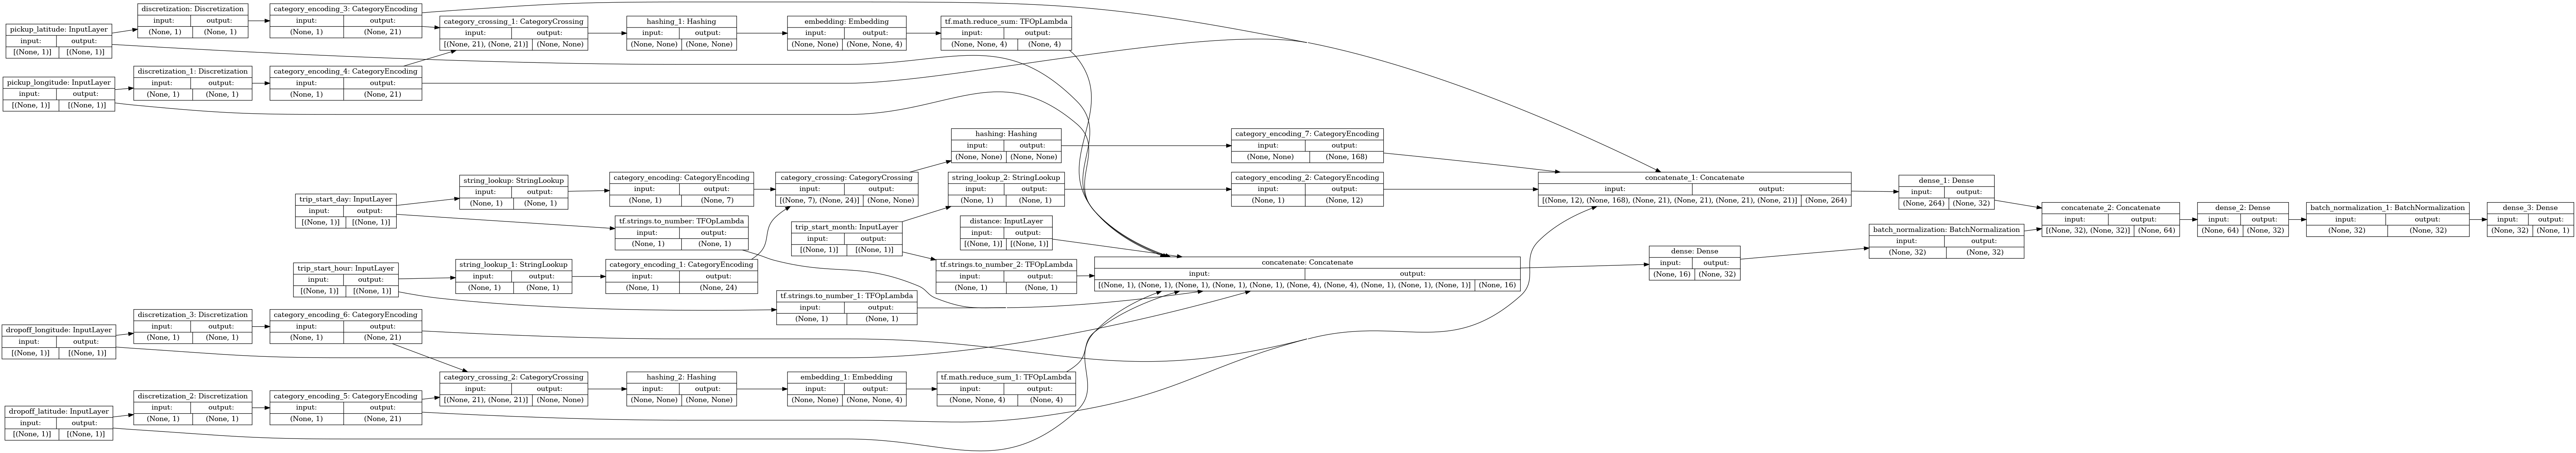 pickup_latitude: InputLayer
input: output:
[(None, 1)] [(None, 1)]
discretization: Discretization
input: output:
(None, 1) (None, 1)
category_encoding_3: CategoryEncoding
input: output:
(None, 1) (None, 21)
category_crossing_1: CategoryCrossing
input: output:
[(None, 21), (None, 21)] (None, None)
hashing_1: Hashing
input: output:
(None, None) (None, None)
embedding: Embedding
input: output:
(None, None) (None, None, 4)
tf.math.reduce_sum: TFOpLambda
input: output:
(None, None, 4) (None, 4)
pickup_longitude: InputLayer
input: output:
[(None, 1)] [(None, 1)]
discretization_1: Discretization
input: output:
(None, 1) (None, 1)
category_encoding_4: CategoryEncoding
input: output:
(None, 1) (None, 21)
hashing: Hashing
input: output:
(None, None) (None, None)
category_encoding_7: CategoryEncoding
input: output:
(None, None) (None, 168)
trip_start_day: InputLayer
input: output:
[(None, 1)] [(None, 1)]
string_lookup: StringLookup
input: output:
(None, 1) (None, 1)
category_encoding: CategoryEncoding
input: output:
(None, 1) (None, 7)
category_crossing: CategoryCrossing
input: output:
[(None, 7), (None, 24)] (None, None)
string_lookup_2: StringLookup
input: output:
(None, 1) (None, 1)
category_encoding_2: CategoryEncoding
input: output:
(None, 1) (None, 12)
concatenate_1: Concatenate
input: output:
[(None, 12), (None, 168), (None, 21), (None, 21), (None, 21), (None, 21)] (None, 264)
dense_1: Dense
input: output:
(None, 264) (None, 32)
tf.strings.to_number: TFOpLambda
input: output:
(None, 1) (None, 1)
trip_start_month: InputLayer
input: output:
[(None, 1)] [(None, 1)]
distance: InputLayer
input: output:
[(None, 1)] [(None, 1)]
concatenate_2: Concatenate
input: output:
[(None, 32), (None, 32)] (None, 64)
dense_2: Dense
input: output:
(None, 64) (None, 32)
batch_normalization_1: BatchNormalization
input: output:
(None, 32) (None, 32)
dense_3: Dense
input: output:
(None, 32) (None, 1)
batch_normalization: BatchNormalization
input: output:
(None, 32) (None, 32)
dense: Dense
input: output:
(None, 16) (None, 32)
trip_start_hour: InputLayer
input: output:
[(None, 1)] [(None, 1)]
string_lookup_1: StringLookup
input: output:
(None, 1) (None, 1)
category_encoding_1: CategoryEncoding
input: output:
(None, 1) (None, 24)
tf.strings.to_number_2: TFOpLambda
input: output:
(None, 1) (None, 1)
concatenate: Concatenate
input: output:
[(None, 1), (None, 1), (None, 1), (None, 1), (None, 1), (None, 4), (None, 4), (None, 1), (None, 1), (None, 1)] (None, 16)
tf.strings.to_number_1: TFOpLambda
input: output:
(None, 1) (None, 1)
dropoff_longitude: InputLayer
input: output:
[(None, 1)] [(None, 1)]
discretization_3: Discretization
input: output:
(None, 1) (None, 1)
category_encoding_6: CategoryEncoding
input: output:
(None, 1) (None, 21)
category_crossing_2: CategoryCrossing
input: output:
[(None, 21), (None, 21)] (None, None)
hashing_2: Hashing
input: output:
(None, None) (None, None)
embedding_1: Embedding
input: output:
(None, None) (None, None, 4)
tf.math.reduce_sum_1: TFOpLambda
input: output:
(None, None, 4) (None, 4)
dropoff_latitude: InputLayer
input: output:
[(None, 1)] [(None, 1)]
discretization_2: Discretization
input: output:
(None, 1) (None, 1)
category_encoding_5: CategoryEncoding
input: output:
(None, 1) (None, 21)